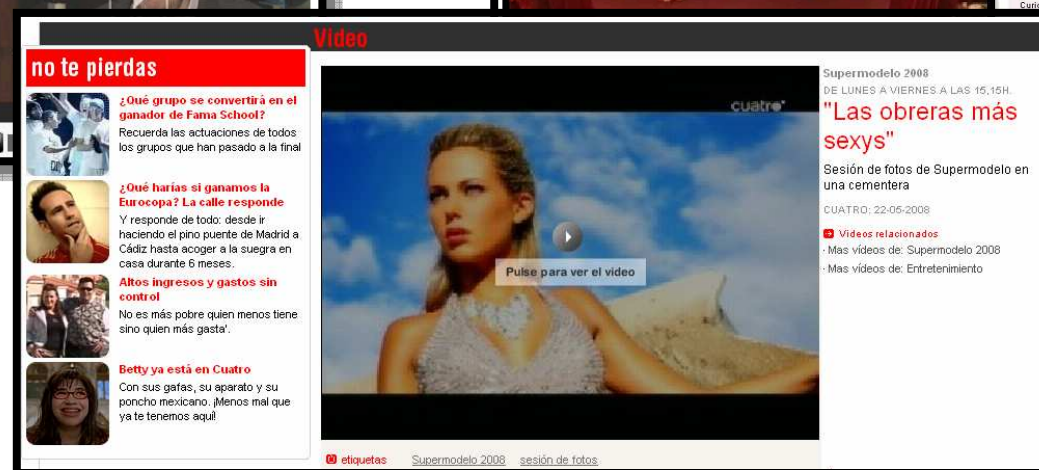 Video
no te pierdas
¿Qué grupo se convertirá en el
ganador de Fama School?
Recuerda las actuaciones de todos
los grupos que han pasado a la final
¿Qué harías si ganamos la
Eurocopa? La calle responde
Y responde de todo: desde ir
haciendo el pino puente de Madrid a
Cádiz hasta acoger a la suegra en
casa durante 6 meses.
Altos ingresos y gastos sin
control
No es más pobre quien menos tiene
sino quien más gasta'.
Betty ya está en Cuatro
Con sus gafas, su aparato y su
poncho mexicano. ¡Menos mal que
ya te tenemos aquí!
cuatro
Pulse para ver el video
etiquetas Supermodelo 2008 sesión de fotos
Supermodelo 2008
DE LUNES A VIERNES A LAS 15,15H.
"Las obreras más
sexys"
Sesión de fotos de Supermodelo en
una cementera
CUATRO: 22-05-2008
Videos relacionados
· Mas vídeos de: Supermodelo 2008
· Mas vídeos de: Entretenimiento